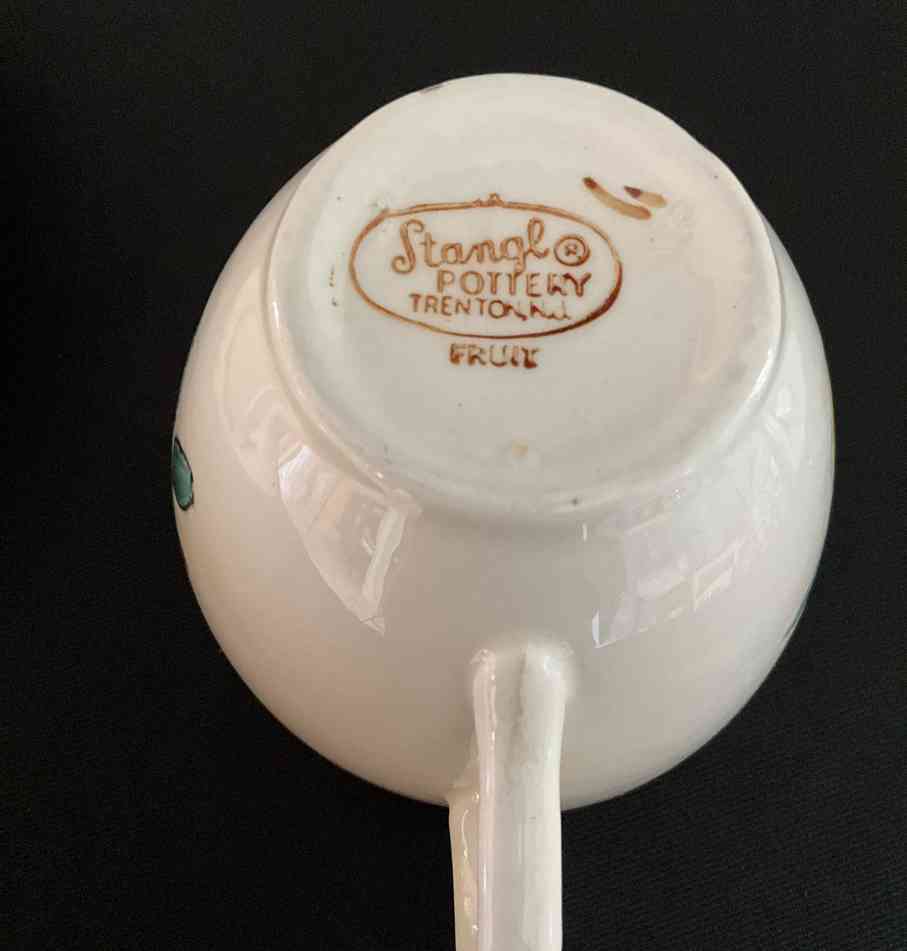 Stangl®
POTTERY
TRENTON, N.J.
FRUIT